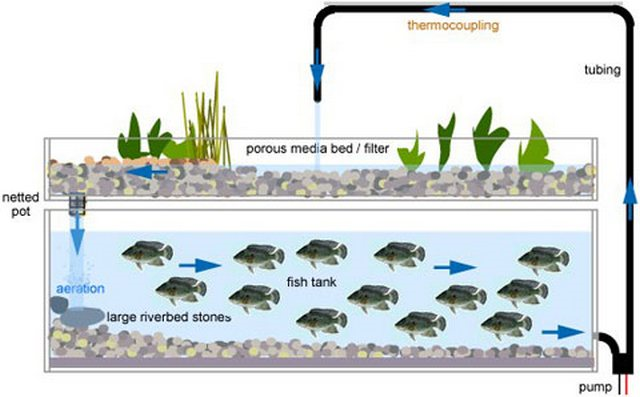 thermocoupling
tubing
porous media bed / filter
netted
pot
fish tank
aeration
large riverbed stones
pump